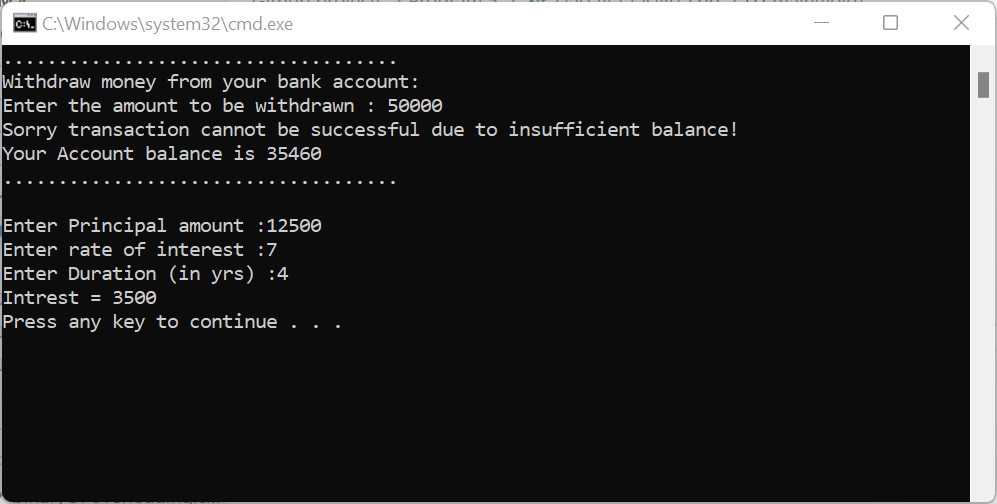 C:\Windows\system32\cmd.exe
....................................
Withdraw money from your bank account:
Enter the amount to be withdrawn : 50000
Sorry transaction cannot be successful due to insufficient balance!
Your Account balance is 35460
....................................
Enter Principal amount :12500
Enter rate of interest :7
Enter Duration (in yrs) :4
Intrest = 3500
Press any key to continue . . .